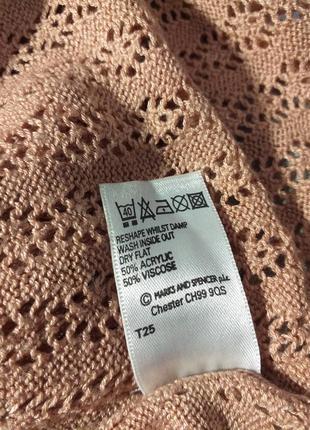 40
RESHAPE WHILST DAMP
WASH INSIDE OUT
DRY FLAT
50% ACRYLIC
50% VISCOSE
© MARKS AND SPENCER p.l.c.
Chester CH99 9QS
T25